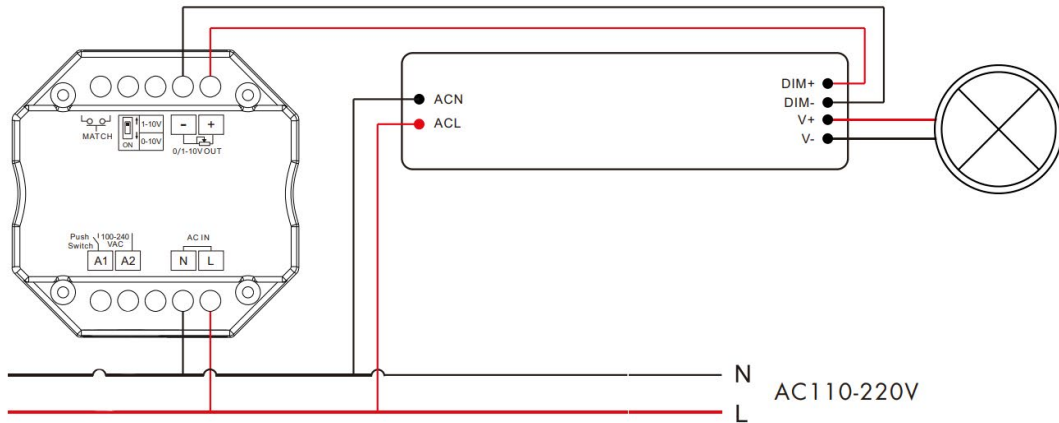 MATCH
ON
1-10V
0-10V
- +
0/1-10V OUT
Push Switch
100-240 VAC
A1 A2
AC IN
N L
ACN
ACL
DIM+
DIM-
V+
V-
N
L
AC110-220V